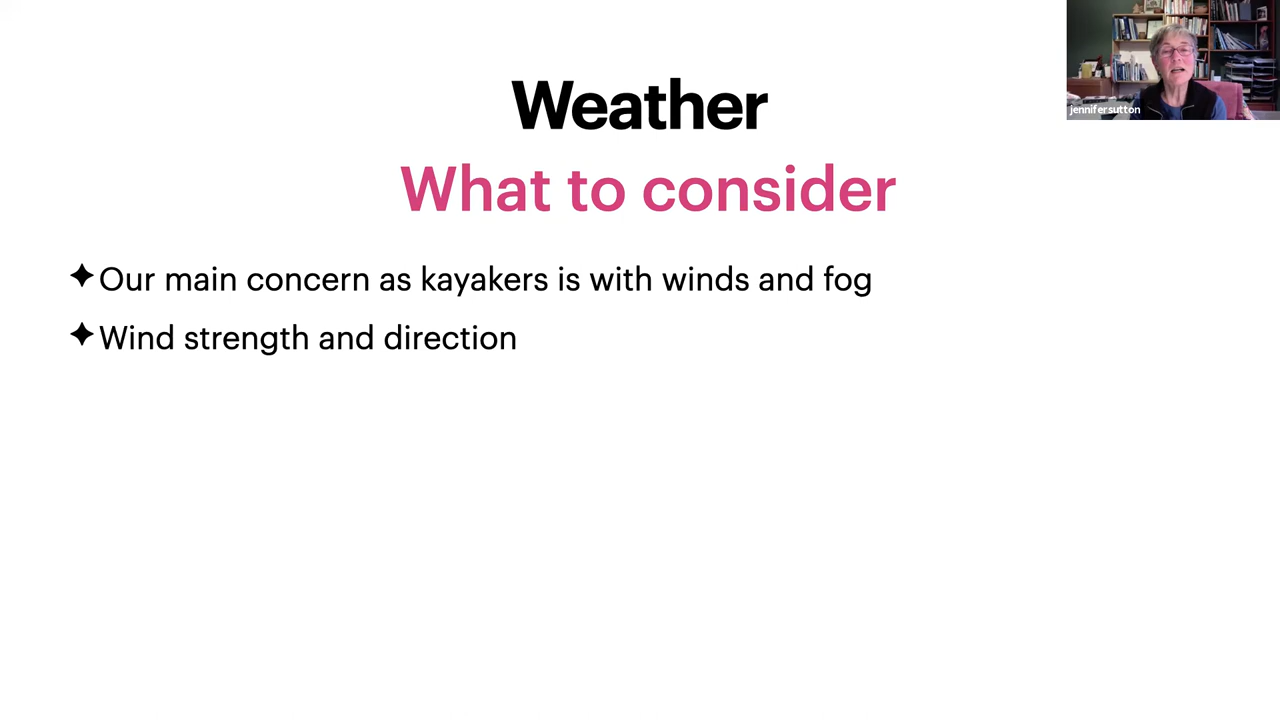 Weather
What to consider
✦Our main concern as kayakers is with winds and fog
✦Wind strength and direction
jennifersutton